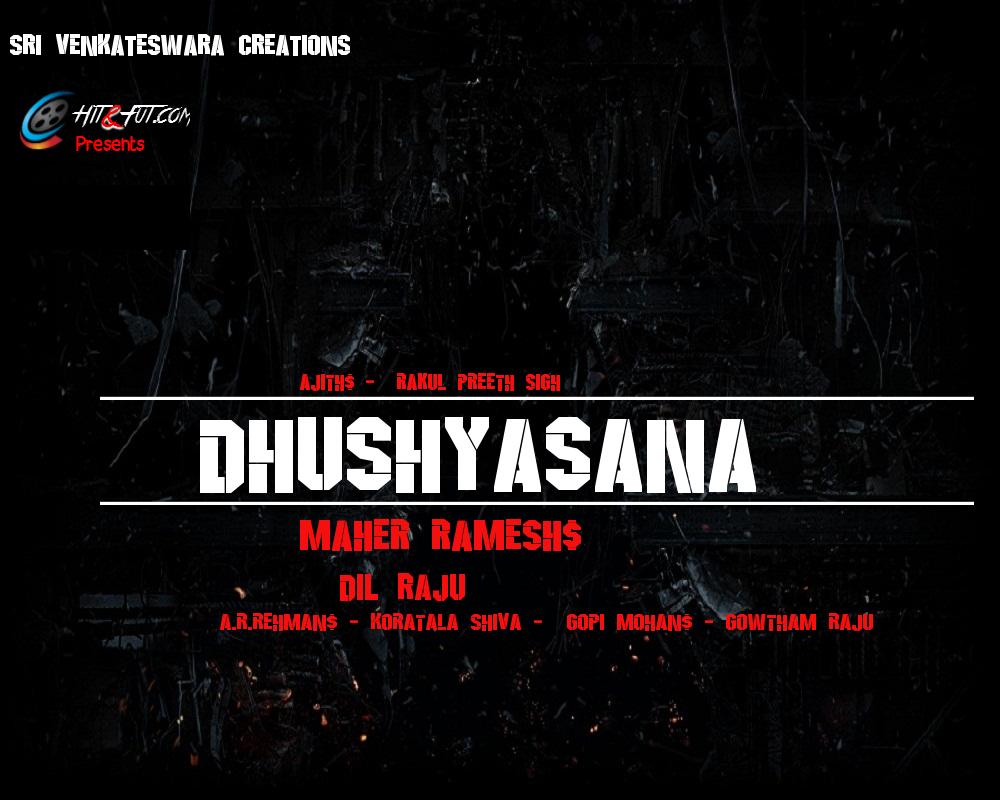 SRI VENKATESWARA CREATIONS
HIT&FUT.COM
Presents
AJITH$ - RAKUL PREETH SIGH
DHUSHYASANA
MAHER RAMESH$
DIL RAJU
A.R.REHMAN$ - KORATALA SHIVA - GOPI MOHAN$ - GOWTHAM RAJU